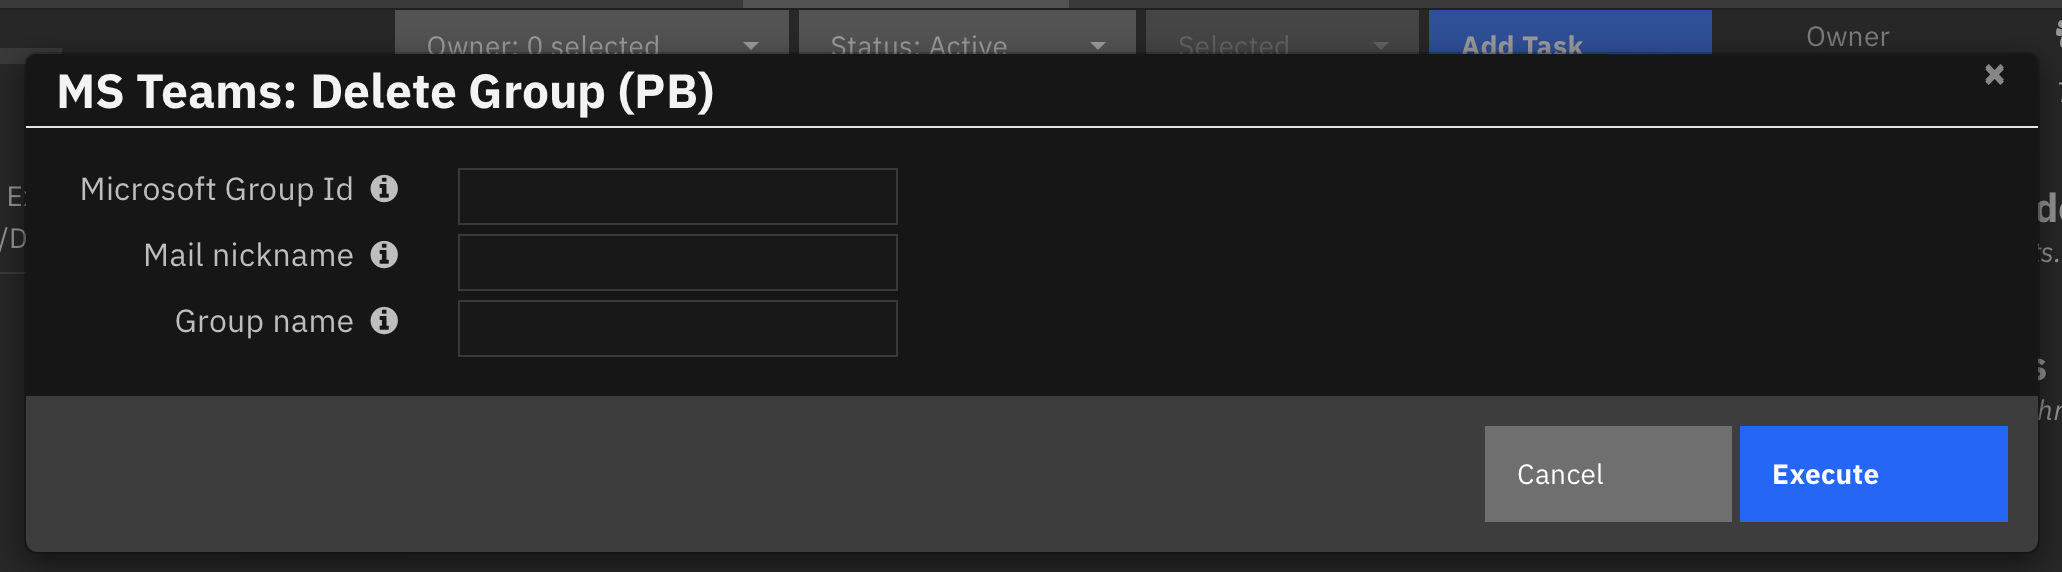 Owner: 0 selected
Status: Active
Selected
Add Task
Owner
MS Teams: Delete Group (PB)
Microsoft Group Id
Mail nickname
Group name
Cancel
Execute